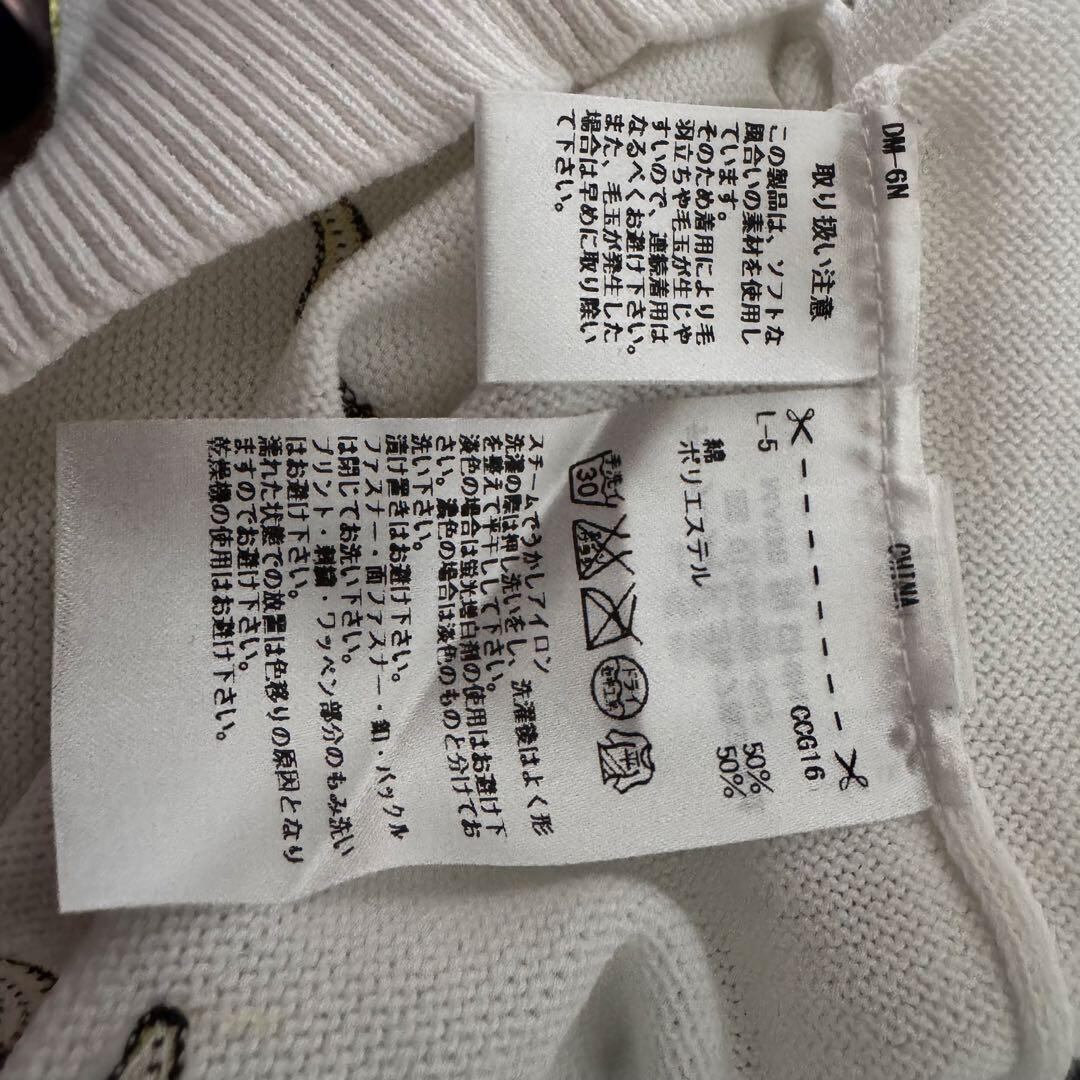 DM-6N
取り扱い注意
この製品は、ソフトな
風合いの素材を使用し
ています。
そのため着用により毛
羽立ちや毛玉が生じや
すいので、連続着用は
なるべくお避け下さい。
また、毛玉が発生した
場合は早めに取り除い
て下さい。
CHINA
L-5 CCG16
綿 50%
ポリエステル 50%
手洗イ
30
ドライ
平
スチームでうかしアイロン
洗濯の際は押し洗いをし、洗濯後はよく形
を整えて平干しして下さい。
淡色の場合は蛍光増白剤の使用はお避け下
さい。濃色の場合は淡色のものと分けてお
洗い下さい。
漬け置きはお避け下さい。
ファスナー・面ファスナー・釦・バックル
は閉じてお洗い下さい。
プリント・刺繍・ワッペン部分のもみ洗い
はお避け下さい。
濡れた状態での放置は色移りの原因となり
ますのでお避け下さい。
乾燥機の使用はお避け下さい。